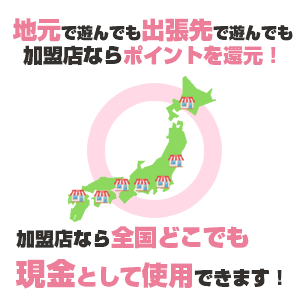 地元で遊んでも出張先で遊んでも
加盟店ならポイントを還元！
加盟店なら全国どこでも
現金として使用できます！